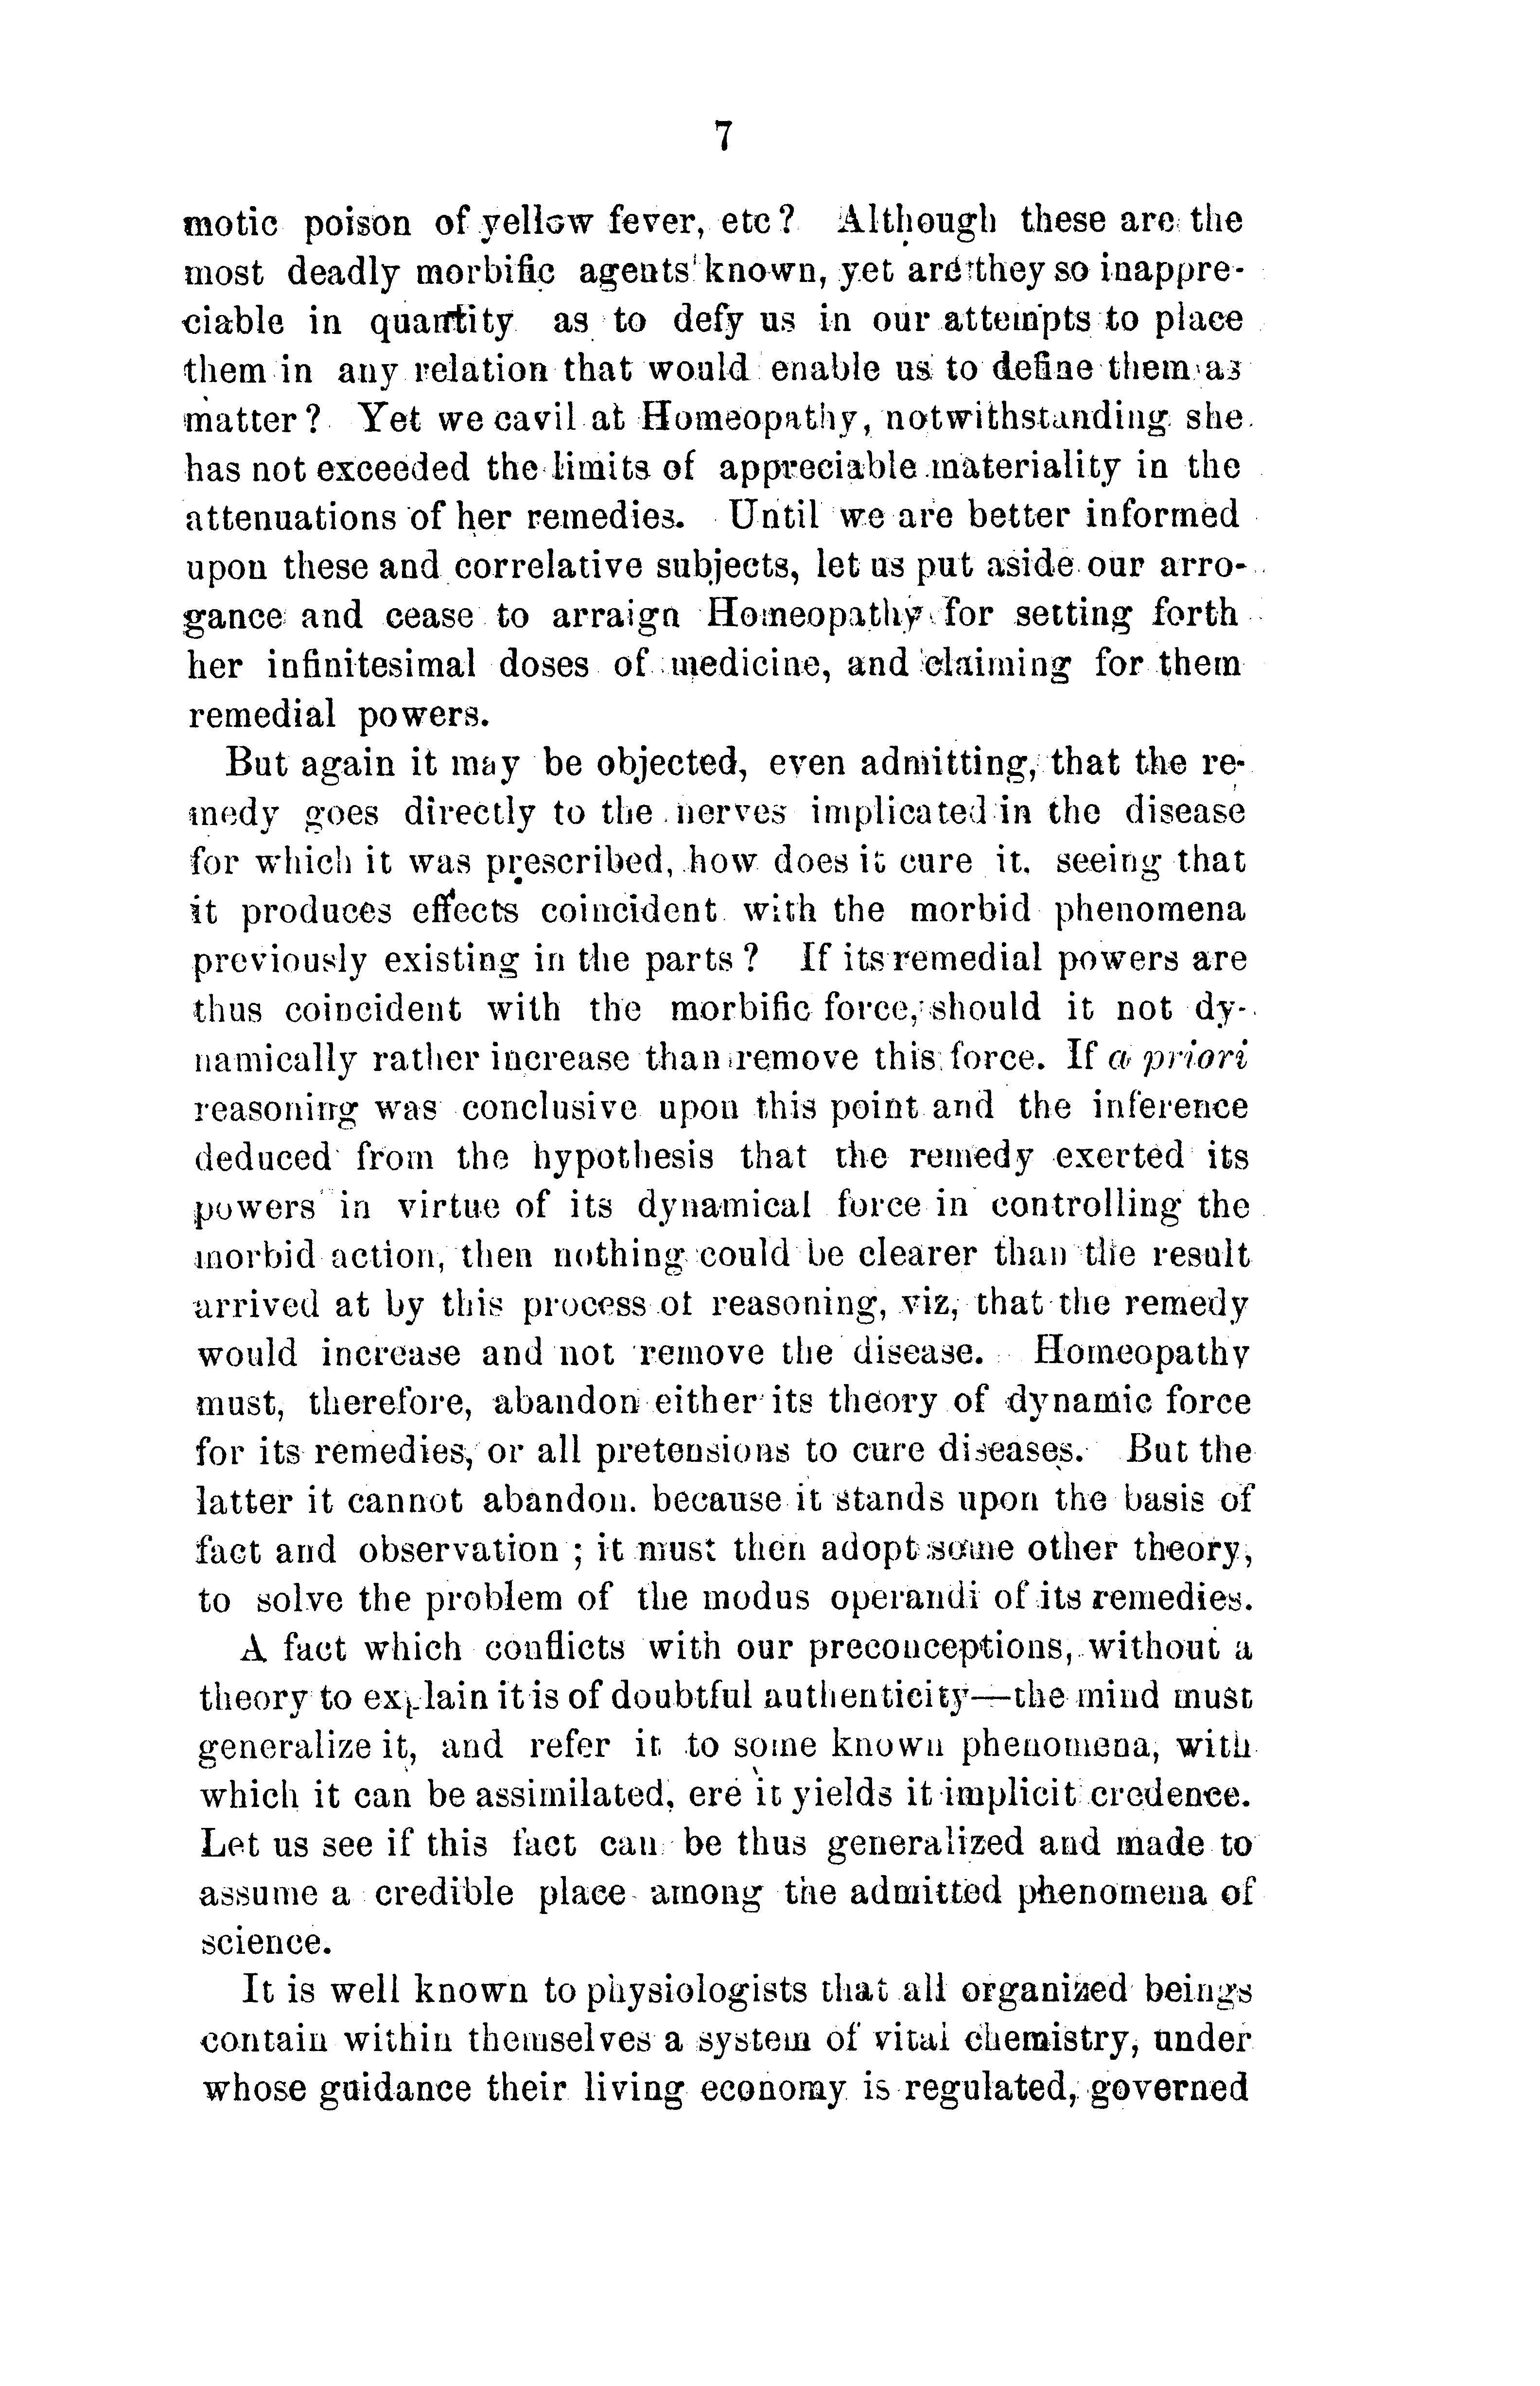 7
motic poison of yellow fever, etc? Although these are the
most deadly morbific agents known, yet are they so inappre-
ciable in quantity as to defy us in our attempts to place
them in any relation that would enable us to define them as
matter? Yet we cavil at Homeopathy, notwithstanding she
has not exceeded the limits of appreciable materiality in the
attenuations of her remedies. Until we are better informed
upon these and correlative subjects, let us put aside our arro-
gance and cease to arraign Homeopathy for setting forth
her infinitesimal doses of medicine, and claiming for them
remedial powers.
But again it may be objected, even admitting, that the re-
medy goes directly to the nerves implicated in the disease
for which it was prescribed, how does it cure it. seeing that
it produces effects coincident with the morbid phenomena
previously existing in the parts? If its remedial powers are
thus coincident with the morbific force, should it not dy-
namically rather increase than remove this force. If a priori
reasoning was conclusive upon this point and the inference
deduced from the hypothesis that the remedy exerted its
powers in virtue of its dynamical force in controlling the
morbid action, then nothing could be clearer than the result
arrived at by this process of reasoning, viz, that the remedy
would increase and not remove the disease. Homeopathy
must, therefore, abandon either its theory of dynamic force
for its remedies, or all pretensions to cure diseases. But the
latter it cannot abandon. because it stands upon the basis of
fact and observation ; it must then adopt some other theory,
to solve the problem of the modus operandi of its remedies.
A fact which conflicts with our preconceptions, without a
theory to explain it is of doubtful authenticity—the mind must
generalize it, and refer it to some known phenomena, with
which it can be assimilated, ere it yields it implicit credence.
Let us see if this fact can be thus generalized and made to
assume a credible place among the admitted phenomena of
science.
It is well known to physiologists that all organized beings
contain within themselves a system of vital chemistry, under
whose guidance their living economy is regulated, governed